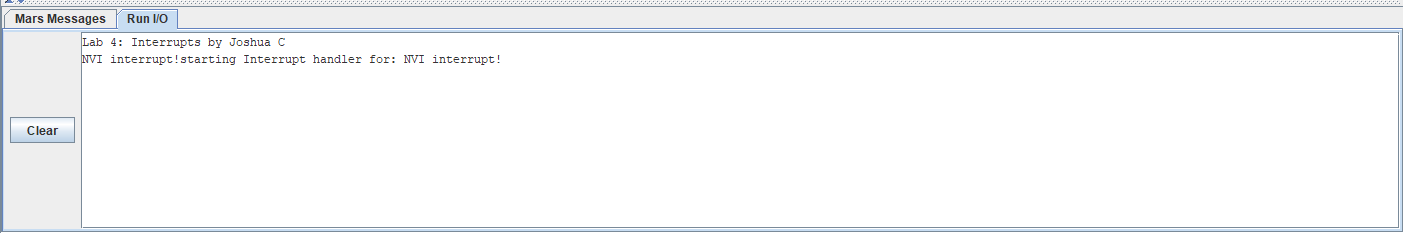 Mars Messages Run I/O
Lab 4: Interrupts by Joshua C
NVI interrupt!starting Interrupt handler for: NVI interrupt!
Clear